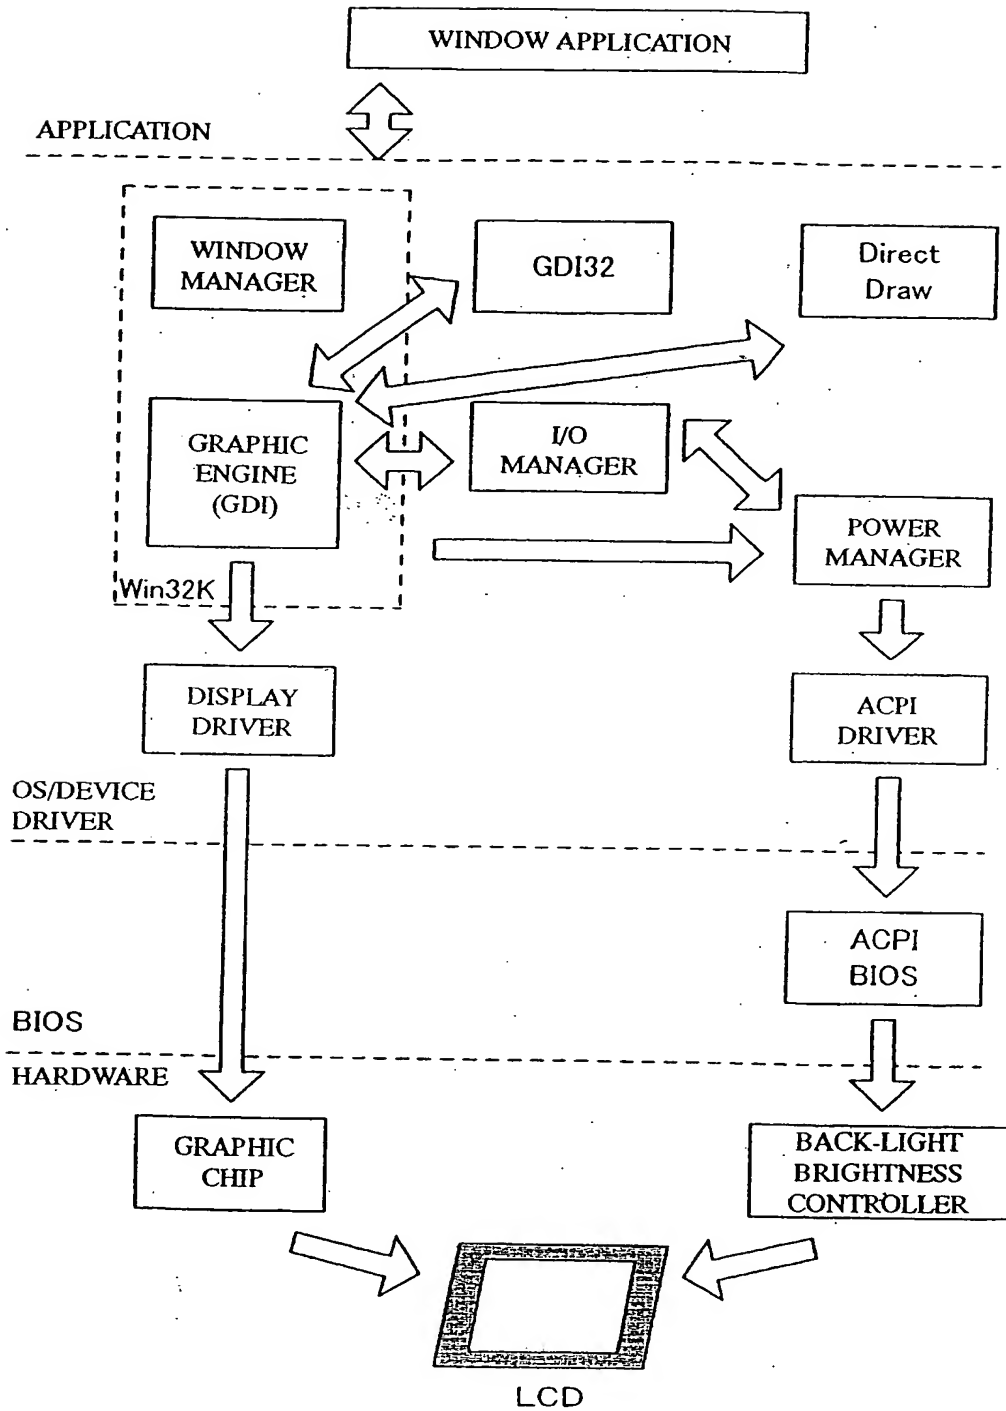 WINDOW APPLICATION
APPLICATION
WINDOW
MANAGER
GDI32
Direct
Draw
GRAPHIC
ENGINE
(GDI)
I/O
MANAGER
POWER
MANAGER
Win32K
DISPLAY
DRIVER
ACPI
DRIVER
OS/DEVICE
DRIVER
ACPI
BIOS
BIOS
HARDWARE
GRAPHIC
CHIP
BACK-LIGHT
BRIGHTNESS
CONTROLLER
LCD